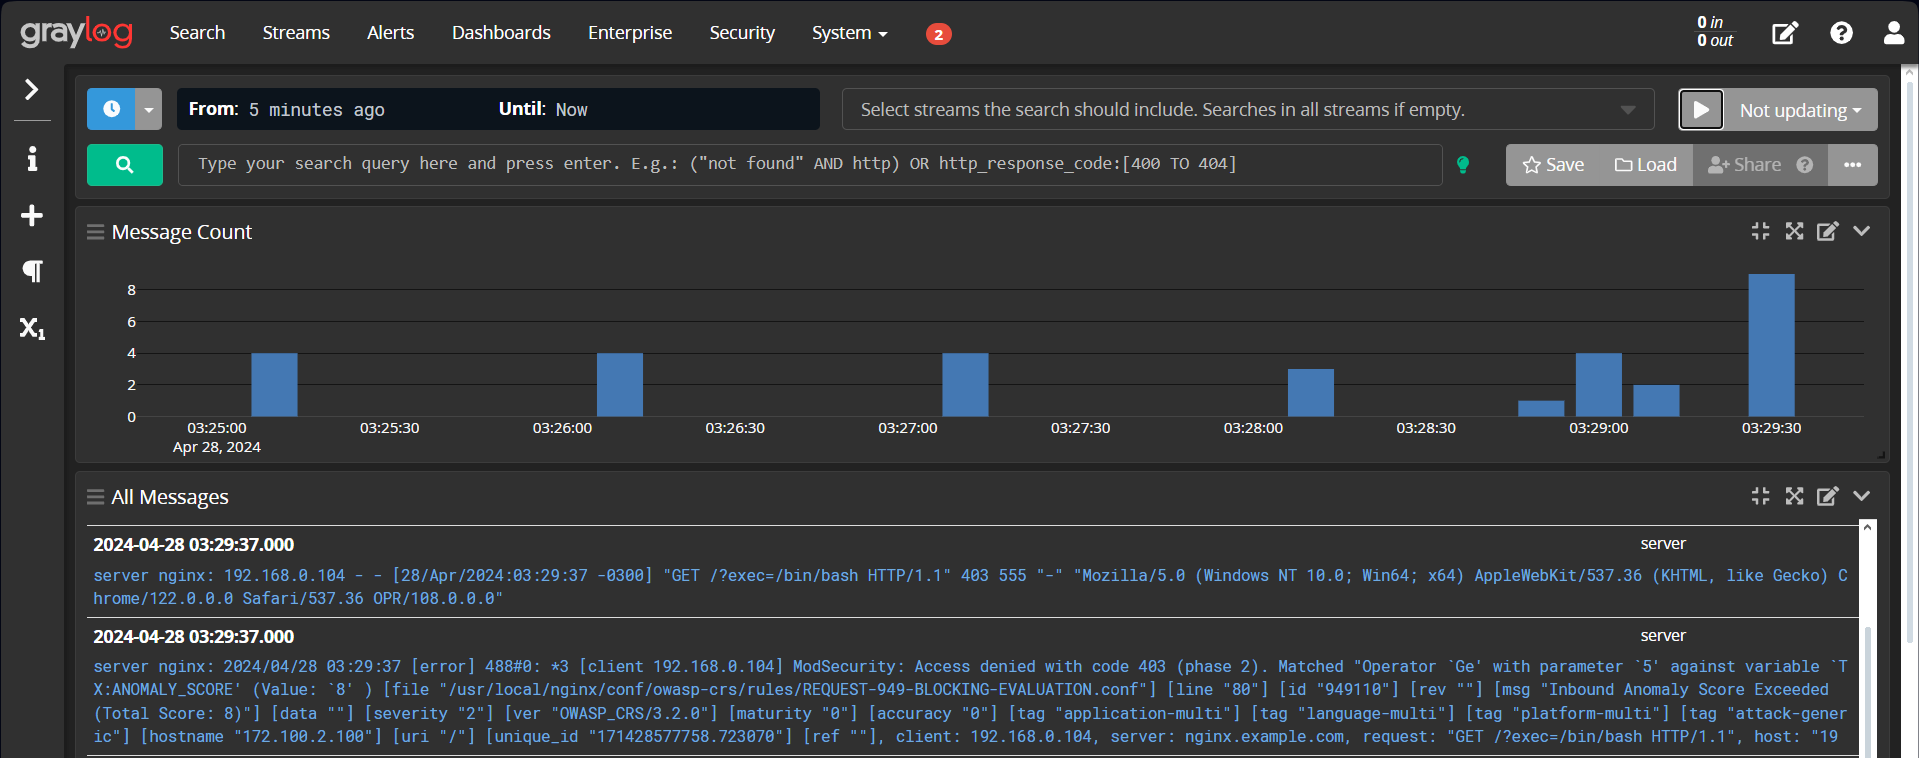 graylog Search Streams Alerts Dashboards Enterprise Security System 2 0 in
0 out
From: 5 minutes ago Until: Now Select streams the search should include. Searches in all streams if empty. Not updating
Type your search query here and press enter. E.g.: ("not found" AND http) OR http_response_code:[400 TO 404] Save Load Share ...
Message Count
8
6
4
2
0
03:25:00 03:25:30 03:26:00 03:26:30 03:27:00 03:27:30 03:28:00 03:28:30 03:29:00 03:29:30
Apr 28, 2024
All Messages
2024-04-28 03:29:37.000 server
server nginx: 192.168.0.104 - - [28/Apr/2024:03:29:37 -0300] "GET /?exec=/bin/bash HTTP/1.1" 403 555 "-" "Mozilla/5.0 (Windows NT 10.0; Win64; x64) AppleWebKit/537.36 (KHTML, like Gecko) C
hrome/122.0.0.0 Safari/537.36 OPR/108.0.0.0"
2024-04-28 03:29:37.000 server
server nginx: 2024/04/28 03:29:37 [error] 488#0: *3 [client 192.168.0.104] ModSecurity: Access denied with code 403 (phase 2). Matched "Operator `Ge' with parameter `5' against variable `T
X:ANOMALY_SCORE' (Value: `8' ) [file "/usr/local/nginx/conf/owasp-crs/rules/REQUEST-949-BLOCKING-EVALUATION.conf"] [line "80"] [id "949110"] [rev ""] [msg "Inbound Anomaly Score Exceeded
(Total Score: 8)"] [data ""] [severity "2"] [ver "OWASP_CRS/3.2.0"] [maturity "0"] [accuracy "0"] [tag "application-multi"] [tag "language-multi"] [tag "platform-multi"] [tag "attack-gener
ic"] [hostname "172.100.2.100"] [uri "/"] [unique_id "171428577758.723070"] [ref ""], client: 192.168.0.104, server: nginx.example.com, request: "GET /?exec=/bin/bash HTTP/1.1", host: "19